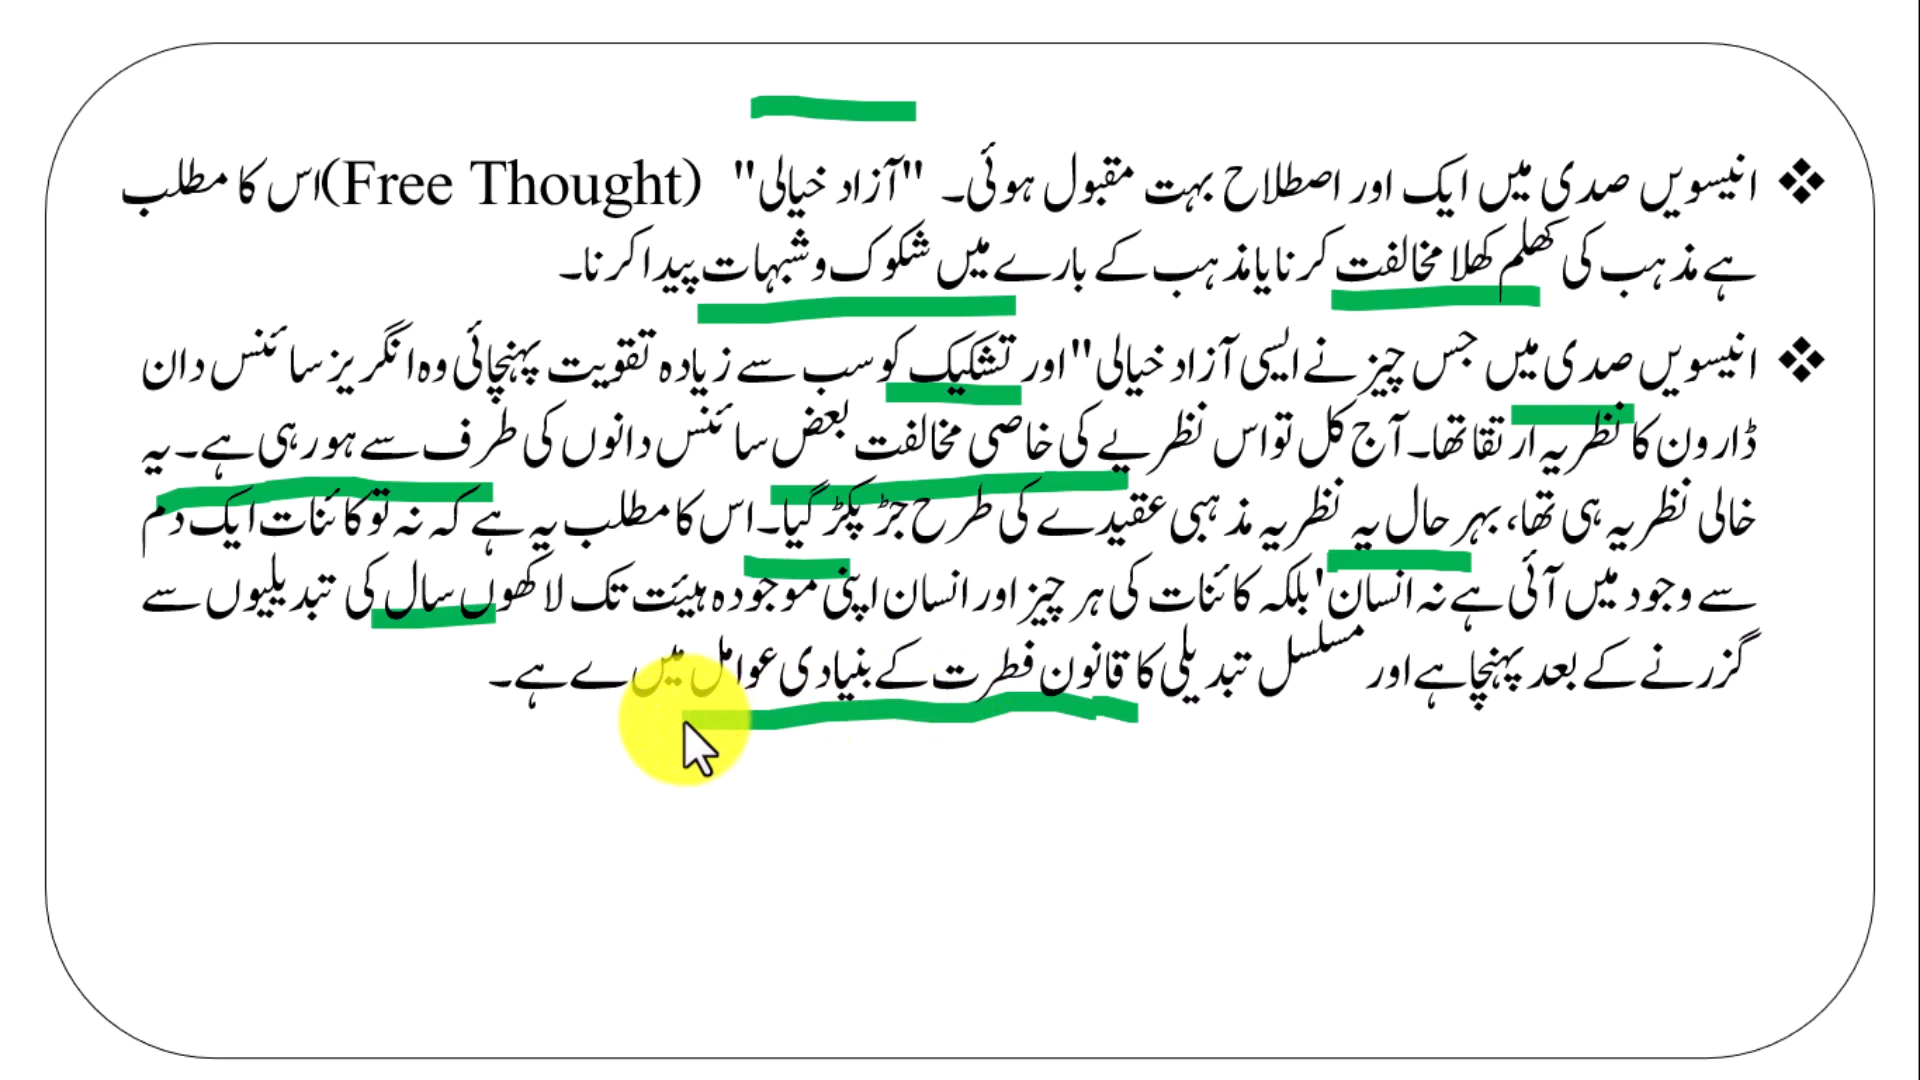 ❖ انیسویں صدی میں ایک اور اصطلاح بہت مقبول ہوئی۔ "آزاد خیالی" (Free Thought)اس کا مطلب
ہے مذہب کی کھلم کھلا مخالفت کرنا یا مذہب کے بارے میں شکوک و شبہات پیدا کرنا۔
❖ انیسویں صدی میں جس چیز نے ایسی آزاد خیالی" اور تشکیک کو سب سے زیادہ تقویت پہنچائی وہ انگریز سائنس دان
ڈارون کا نظریہ ارتقا تھا۔ آج کل تو اس نظریے کی خاصی مخالفت بعض سائنس دانوں کی طرف سے ہو رہی ہے۔ یہ
خالی نظریہ ہی تھا، بہر حال یہ نظریہ مذہبی عقیدے کی طرح جڑ پکڑ گیا۔ اس کا مطلب یہ ہے کہ نہ تو کائنات ایک دم
سے وجود میں آئی ہے نہ انسان' بلکہ کائنات کی ہر چیز اور انسان اپنی موجودہ ہیئت تک لاکھوں سال کی تبدیلیوں سے
گزرنے کے بعد پہنچا ہے اور مسلسل تبدیلی کا قانون فطرت کے بنیادی عوامل میں ے ہے۔